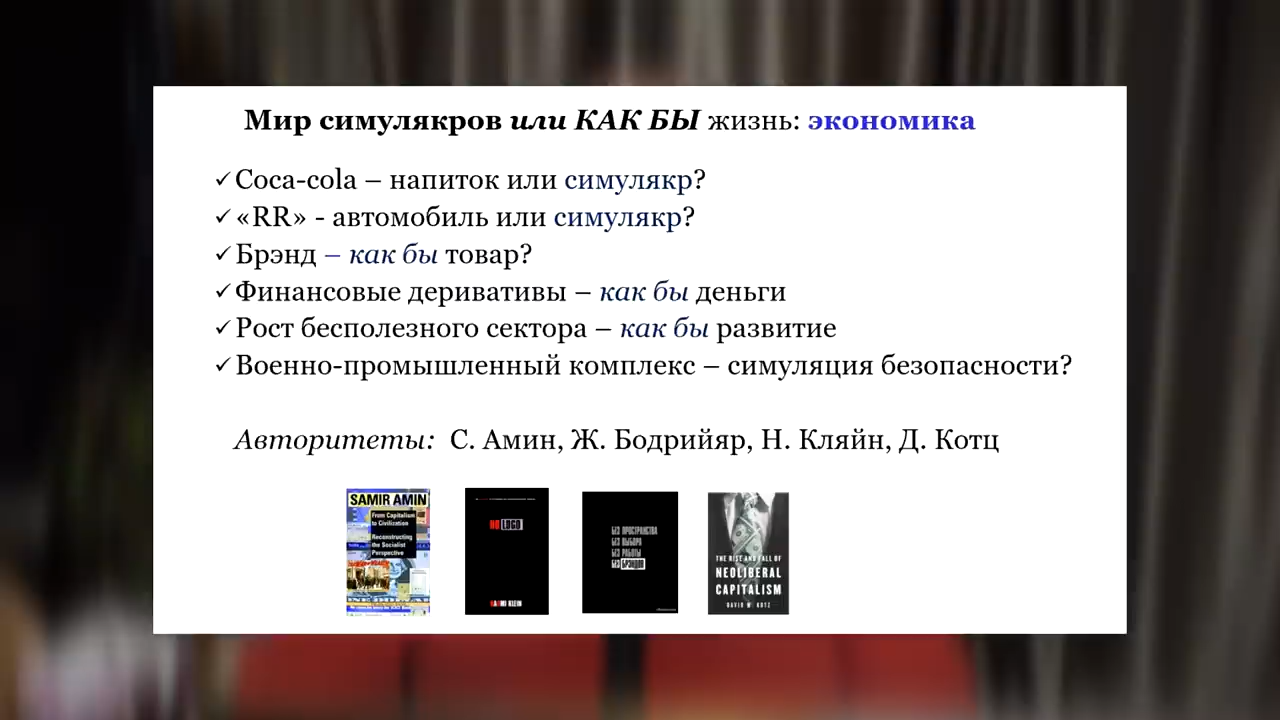 Мир симулякров или КАК БЫ жизнь: экономика
✓Coca-cola – напиток или симулякр?
✓«RR» - автомобиль или симулякр?
✓Брэнд – как бы товар?
✓Финансовые деривативы – как бы деньги
✓Рост бесполезного сектора – как бы развитие
✓Военно-промышленный комплекс – симуляция безопасности?
Авторитеты: С. Амин, Ж. Бодрийяр, Н. Кляйн, Д. Котц
SAMIR AMIN
From Capitalism
to Civilization
Reconstructing
the Socialist
Perspective
NO LOGO
NAOMI KLEIN
БЕЗ ПРОСТРАНСТВА
БЕЗ ВЫБОРА
БЕЗ РАБОТЫ
БЕЗ БРЭНДОВ
THE RISE AND FALL OF
NEOLIBERAL
CAPITALISM
DAVID M. KOTZ